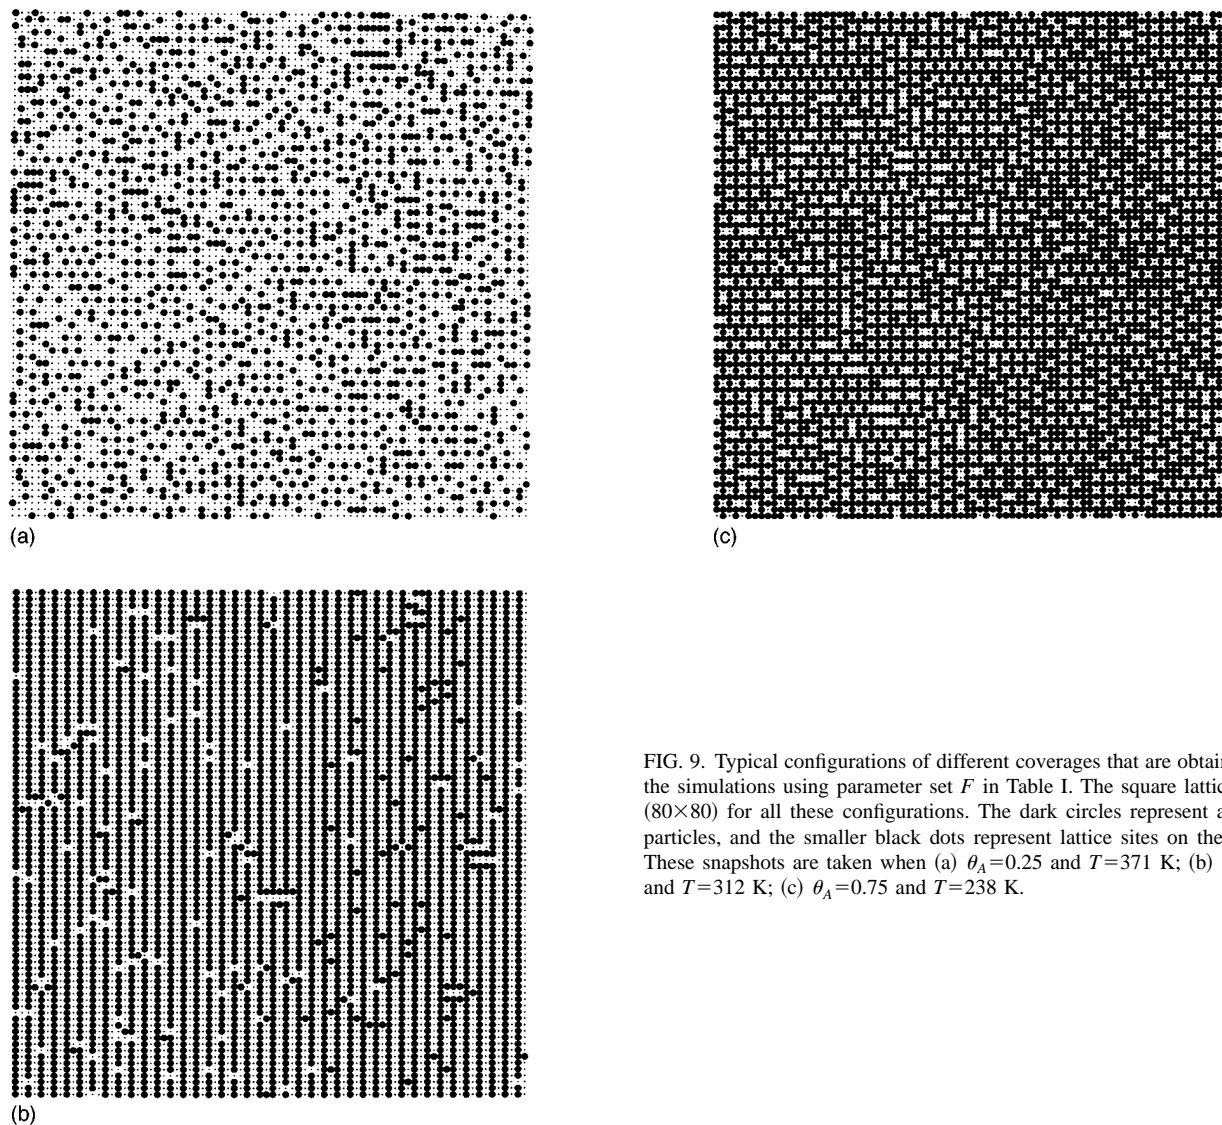 (a)
(c)
(b)
FIG. 9. Typical configurations of different coverages that are obtain
the simulations using parameter set F in Table I. The square lattic
(80×80) for all these configurations. The dark circles represent a
particles, and the smaller black dots represent lattice sites on the
These snapshots are taken when (a) θA=0.25 and T=371 K; (b)
and T=312 K; (c) θA=0.75 and T=238 K.